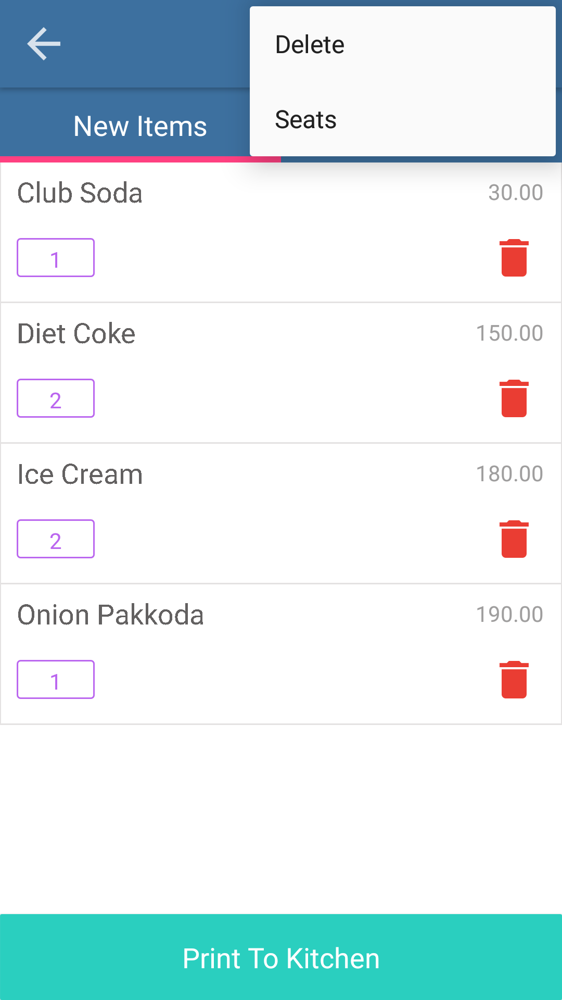 Delete
Seats
New Items
Club Soda 30.00
1
Diet Coke 150.00
2
Ice Cream 180.00
2
Onion Pakkoda 190.00
1
Print To Kitchen